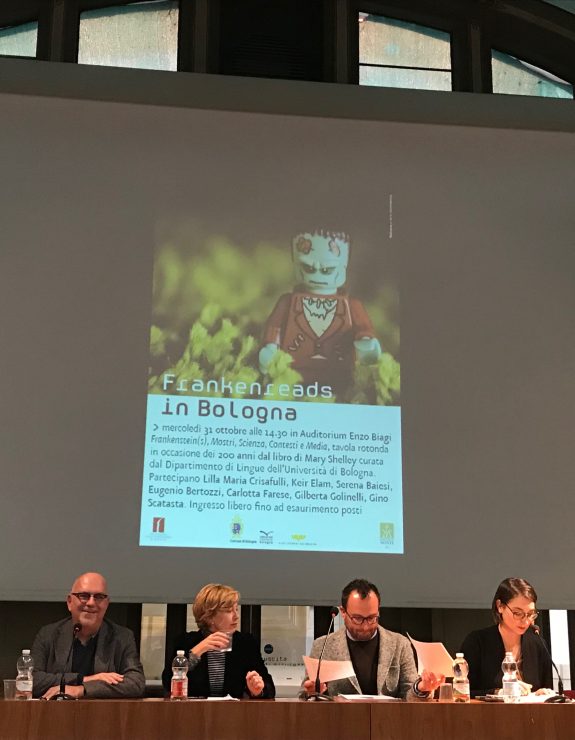 Frankenreads
in Bologna
> mercoledì 31 ottobre alle 14.30 in Auditorium Enzo Biagi
Frankenstein(s), Mostri, Scienza, Contesti e Media, tavola rotonda
in occasione dei 200 anni dal libro di Mary Shelley curata
dal Dipartimento di Lingue dell'Università di Bologna.
Partecipano Lilla Maria Crisafulli, Keir Elam, Serena Baiesi,
Eugenio Bertozzi, Carlotta Farese, Gilberta Golinelli, Gino
Scatasta. Ingresso libero fino ad esaurimento posti
uscita